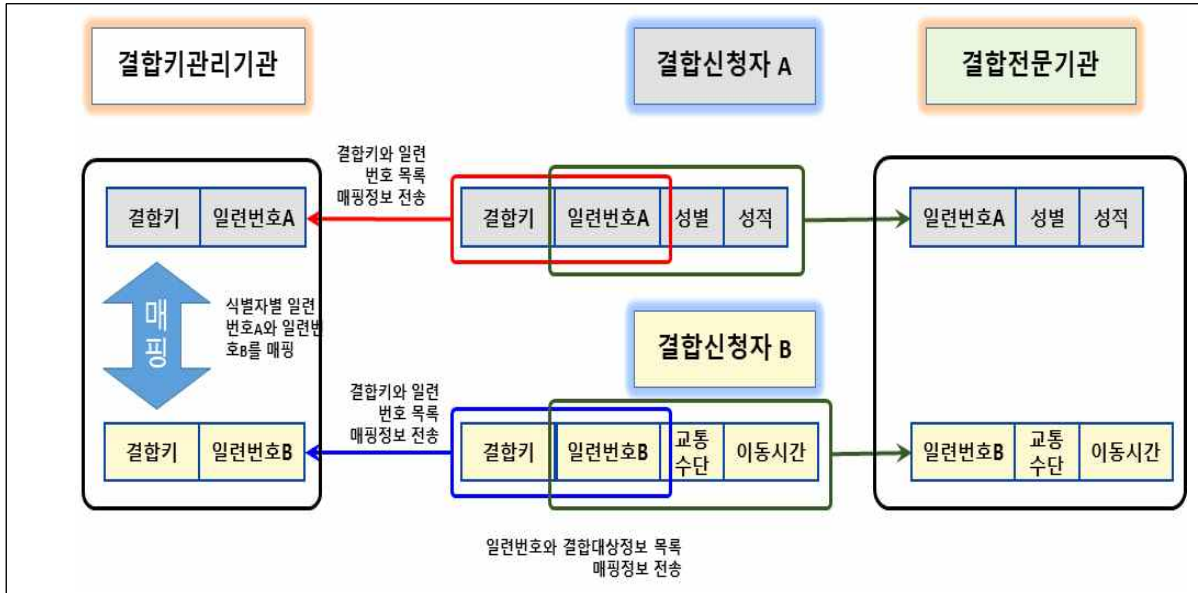 결합키관리기관
결합신청자 A
결합전문기관
결합키와 일련
번호 목록
매핑정보 전송
결합키
일련번호A
결합키
일련번호A
성별
성적
일련번호A
성별
성적
매
핑
식별자별 일련
번호A와 일련번
호B를 매핑
결합신청자 B
결합키와 일련
번호 목록
매핑정보 전송
결합키
일련번호B
결합키
일련번호B
교통
수단
이동시간
일련번호B
교통
수단
이동시간
일련번호와 결합대상정보 목록
매핑정보 전송